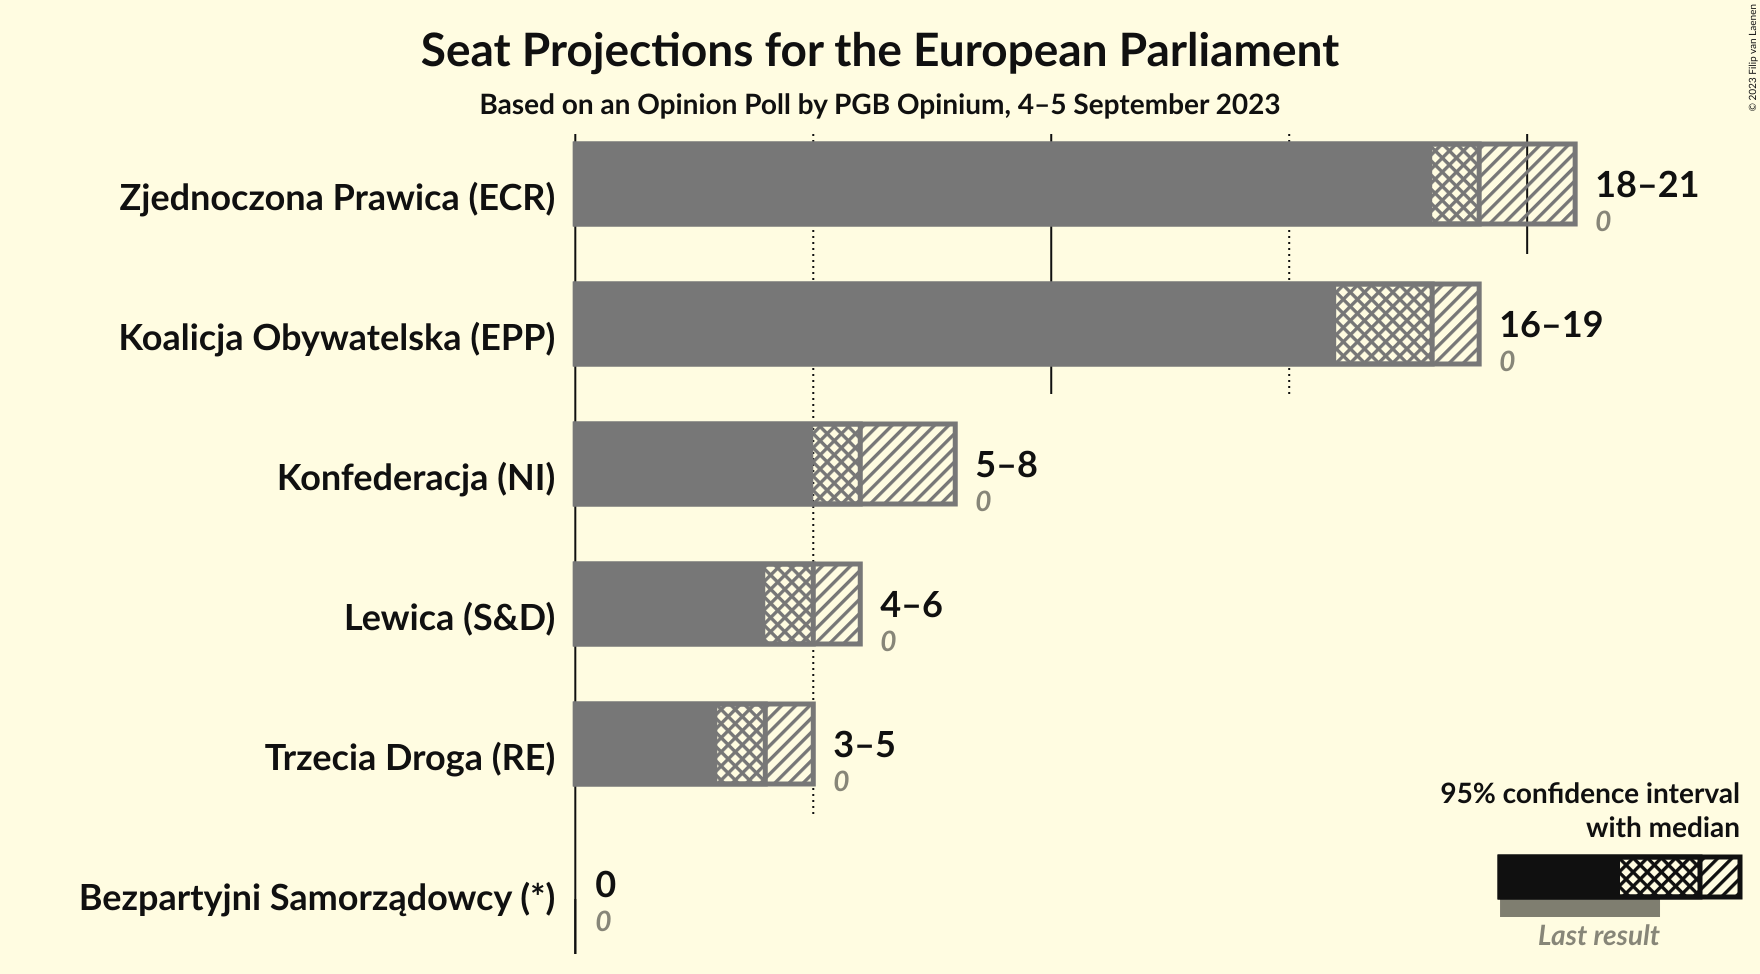 Seat Projections for the European Parliament
Based on an Opinion Poll by PGB Opinium, 4–5 September 2023
© 2023 Filip van Laenen
Zjednoczona Prawica (ECR)
18–21
0
Koalicja Obywatelska (EPP)
16–19
0
Konfederacja (NI)
5–8
0
Lewica (S&D)
4–6
0
Trzecia Droga (RE)
3–5
0
Bezpartyjni Samorządowcy (*)
0
0
95% confidence interval
with median
Last result